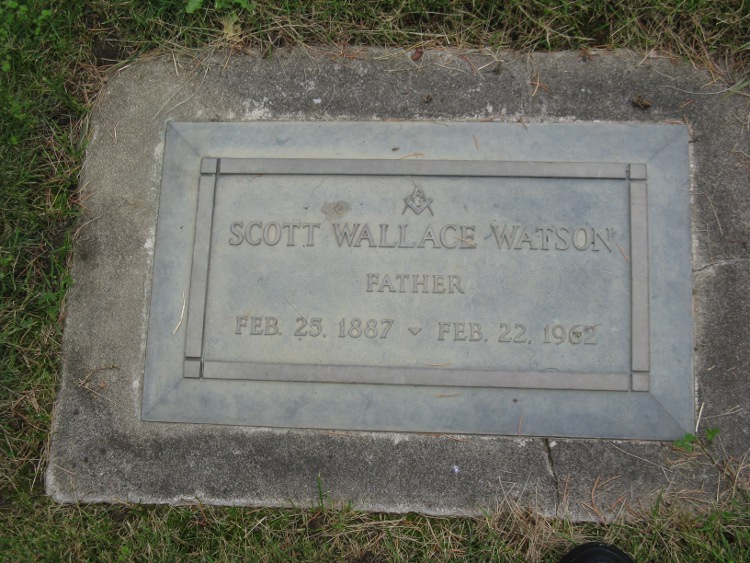 SCOTT WALLACE WATSON
FATHER
FEB. 25, 1887 FEB. 22, 1962